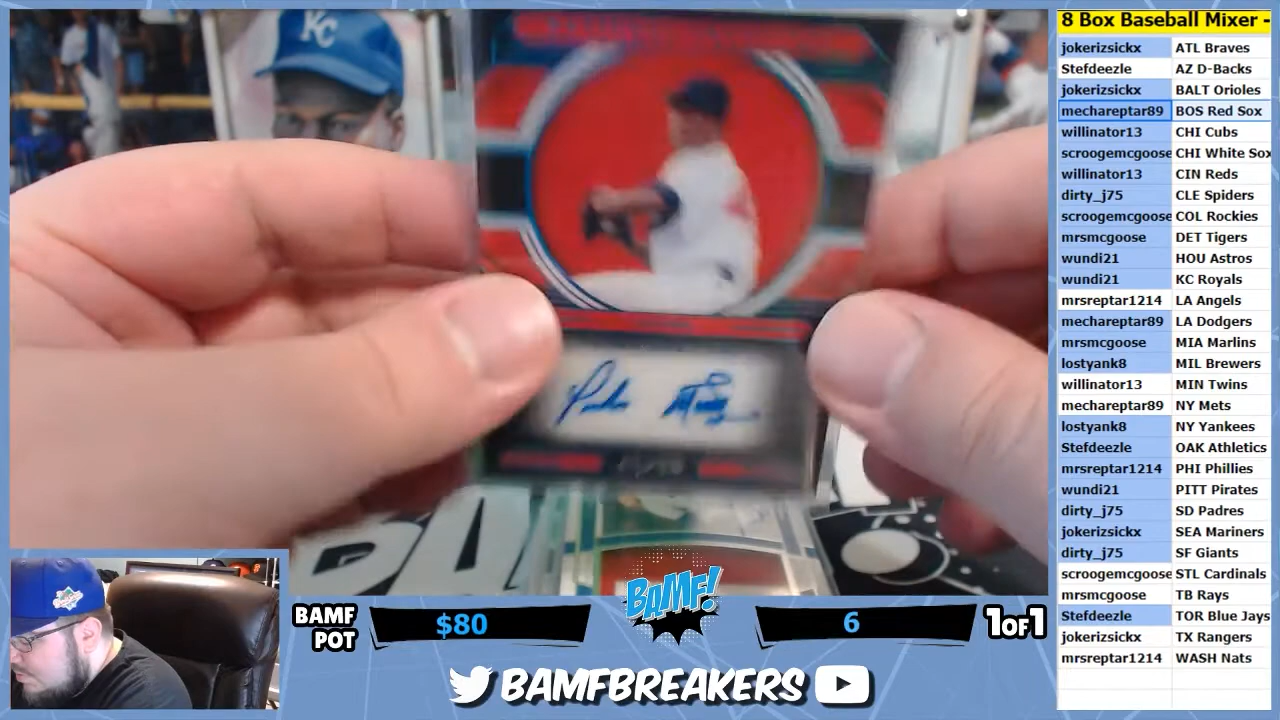 KC
8 Box Baseball Mixer -
jokerizsickx ATL Braves
Stefdeezle AZ D-Backs
jokerizsickx BALT Orioles
mechareptar89 BOS Red Sox
willinator13 CHI Cubs
scroogemcgoose CHI White Sox
willinator13 CIN Reds
dirty_j75 CLE Spiders
scroogemcgoose COL Rockies
mrsmcgoose DET Tigers
wundi21 HOU Astros
wundi21 KC Royals
mrsreptar1214 LA Angels
mechareptar89 LA Dodgers
mrsmcgoose MIA Marlins
lostyank8 MIL Brewers
willinator13 MIN Twins
mechareptar89 NY Mets
lostyank8 NY Yankees
Stefdeezle OAK Athletics
mrsreptar1214 PHI Phillies
wundi21 PITT Pirates
dirty_j75 SD Padres
jokerizsickx SEA Mariners
dirty_j75 SF Giants
scroogemcgoose STL Cardinals
mrsmcgoose TB Rays
Stefdeezle TOR Blue Jays
jokerizsickx TX Rangers
mrsreptar1214 WASH Nats
BAMF POT
$80
BAMF!
6
1OF1
BAMFBREAKERS